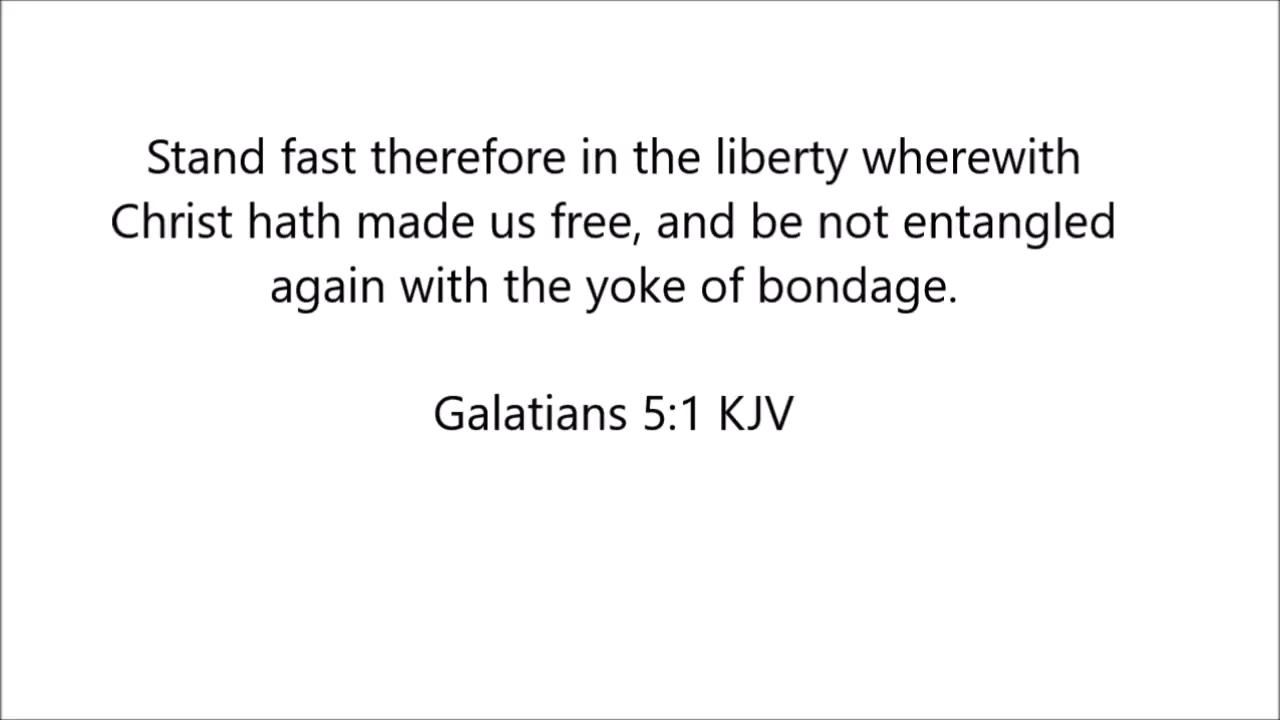 Stand fast therefore in the liberty wherewith
Christ hath made us free, and be not entangled
again with the yoke of bondage.
Galatians 5:1 KJV